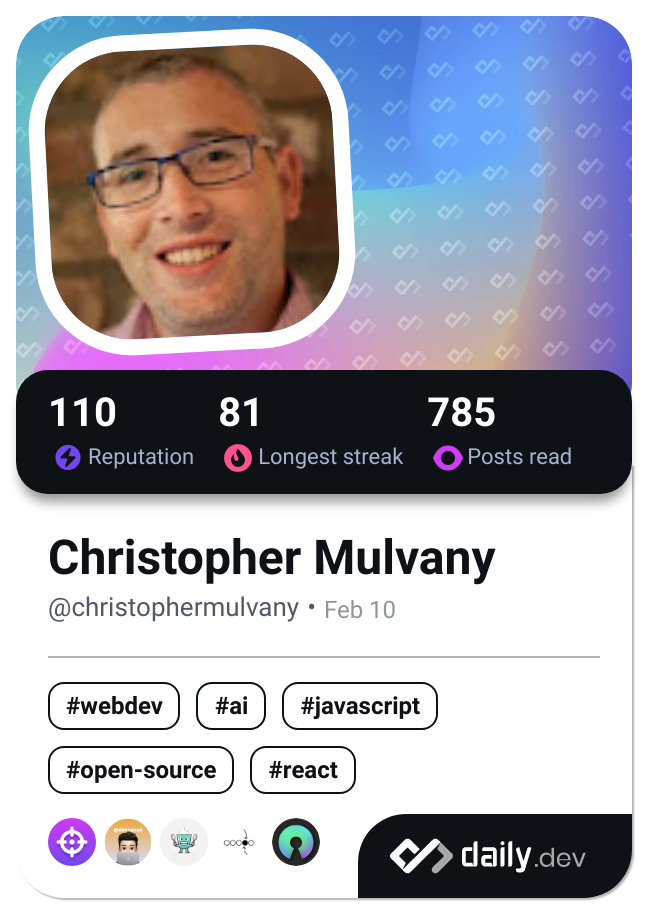 110 81 785
Reputation Longest streak Posts read
Christopher Mulvany
@christophermulvany • Feb 10
#webdev #ai #javascript
#open-source #react
daily.dev